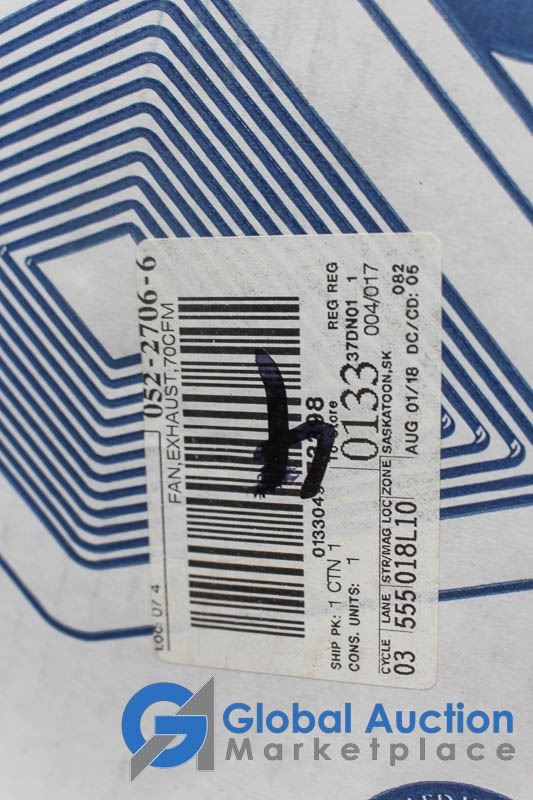 LOC: 07 4 052-2706-6
FAN,EXHAUST,70CFM
To Store
SHIP PK: 1 CTN 1 0133 REG REG
CONS. UNITS: 1 37DN01 1
004/017
CYCLE LANE STR/MAG LOC ZONE SASKATOON,SK 082
03 555 018L10 AUG 01/18 DC/CD: 05
Global Auction
Marketplace